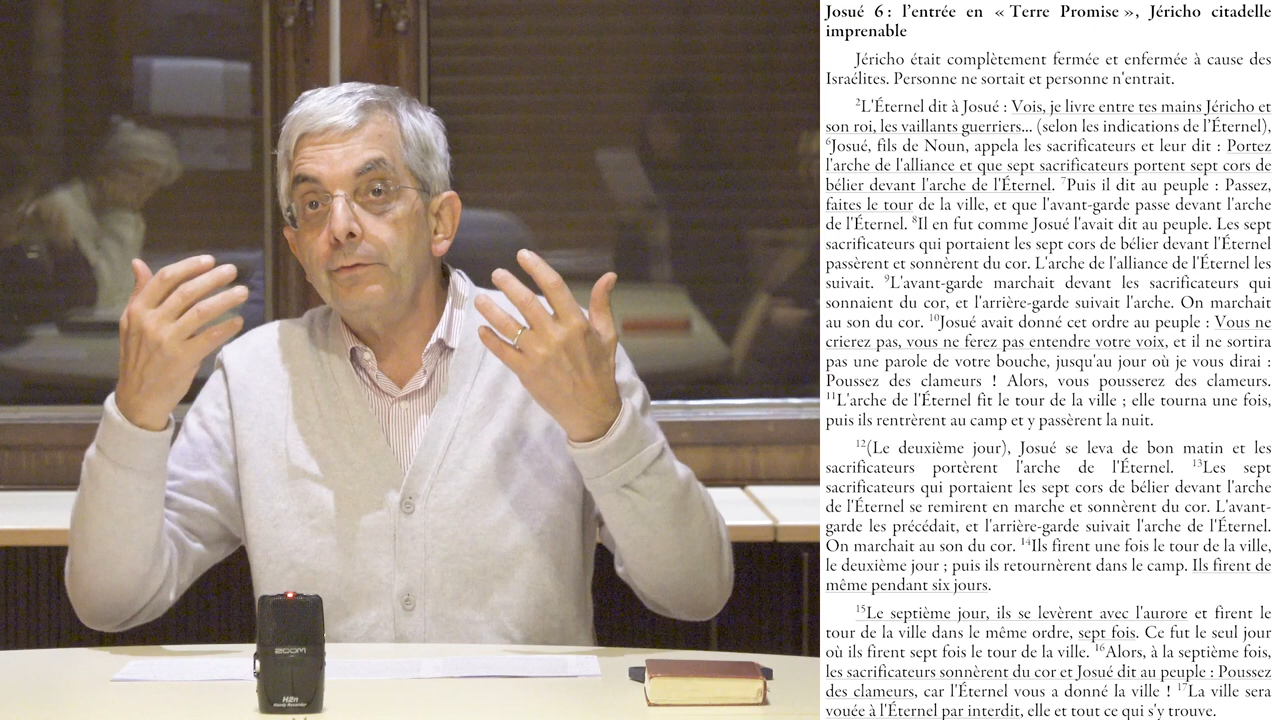 Josué 6 : l'entrée en « Terre Promise », Jéricho citadelle
imprenable
Jéricho était complètement fermée et enfermée à cause des
Israélites. Personne ne sortait et personne n'entrait.
²L'Éternel dit à Josué : Vois, je livre entre tes mains Jéricho et
son roi, les vaillants guerriers... (selon les indications de l'Éternel),
⁶Josué, fils de Noun, appela les sacrificateurs et leur dit : Portez
l'arche de l'alliance et que sept sacrificateurs portent sept cors de
bélier devant l'arche de l'Éternel. ⁷Puis il dit au peuple : Passez,
faites le tour de la ville, et que l'avant-garde passe devant l'arche
de l'Éternel. ⁸Il en fut comme Josué l'avait dit au peuple. Les sept
sacrificateurs qui portaient les sept cors de bélier devant l'Éternel
passèrent et sonnèrent du cor. L'arche de l'alliance de l'Éternel les
suivait. ⁹L'avant-garde marchait devant les sacrificateurs qui
sonnaient du cor, et l'arrière-garde suivait l'arche. On marchait
au son du cor. ¹⁰Josué avait donné cet ordre au peuple : Vous ne
crierez pas, vous ne ferez pas entendre votre voix, et il ne sortira
pas une parole de votre bouche, jusqu'au jour où je vous dirai :
Poussez des clameurs ! Alors, vous pousserez des clameurs.
¹¹L'arche de l'Éternel fit le tour de la ville ; elle tourna une fois,
puis ils rentrèrent au camp et y passèrent la nuit.
¹²(Le deuxième jour), Josué se leva de bon matin et les
sacrificateurs portèrent l'arche de l'Éternel. ¹³Les sept
sacrificateurs qui portaient les sept cors de bélier devant l'arche
de l'Éternel se remirent en marche et sonnèrent du cor. L'avant-
garde les précédait, et l'arrière-garde suivait l'arche de l'Éternel.
On marchait au son du cor. ¹⁴Ils firent une fois le tour de la ville,
le deuxième jour ; puis ils retournèrent dans le camp. Ils firent de
même pendant six jours.
¹⁵Le septième jour, ils se levèrent avec l'aurore et firent le
tour de la ville dans le même ordre, sept fois. Ce fut le seul jour
où ils firent sept fois le tour de la ville. ¹⁶Alors, à la septième fois,
les sacrificateurs sonnèrent du cor et Josué dit au peuple : Poussez
des clameurs, car l'Éternel vous a donné la ville ! ¹⁷La ville sera
vouée à l'Éternel par interdit, elle et tout ce qui s'y trouve.
ZOOM
H2n
Handy Recorder